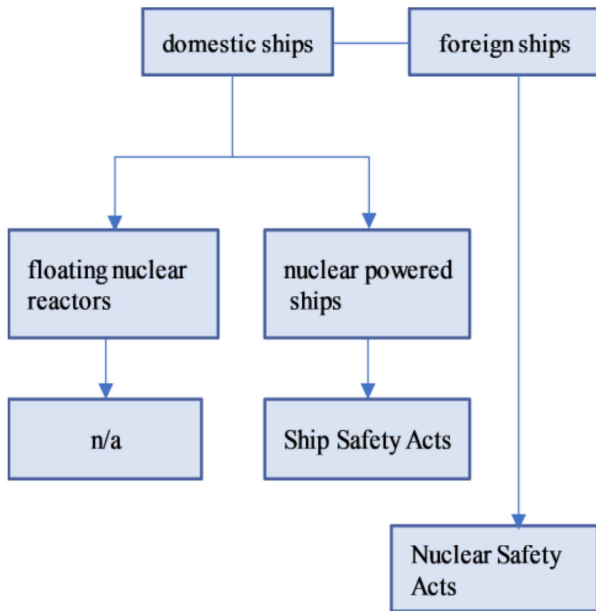 domestic ships
foreign ships
floating nuclear
reactors
nuclear powered
ships
n/a
Ship Safety Acts
Nuclear Safety
Acts